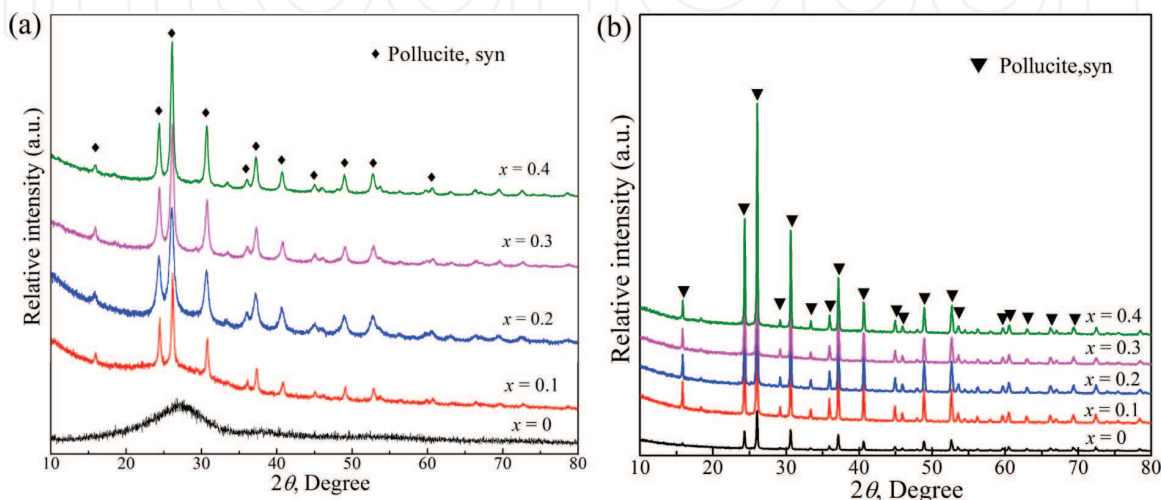 (a)
Pollucite, syn
x = 0.4
x = 0.3
x = 0.2
x = 0.1
x = 0
Relative intensity (a.u.)
10 20 30 40 50 60 70 80
2θ, Degree
(b)
Pollucite,syn
x = 0.4
x = 0.3
x = 0.2
x = 0.1
x = 0
Relative intensity (a.u.)
10 20 30 40 50 60 70 80
2θ, Degree